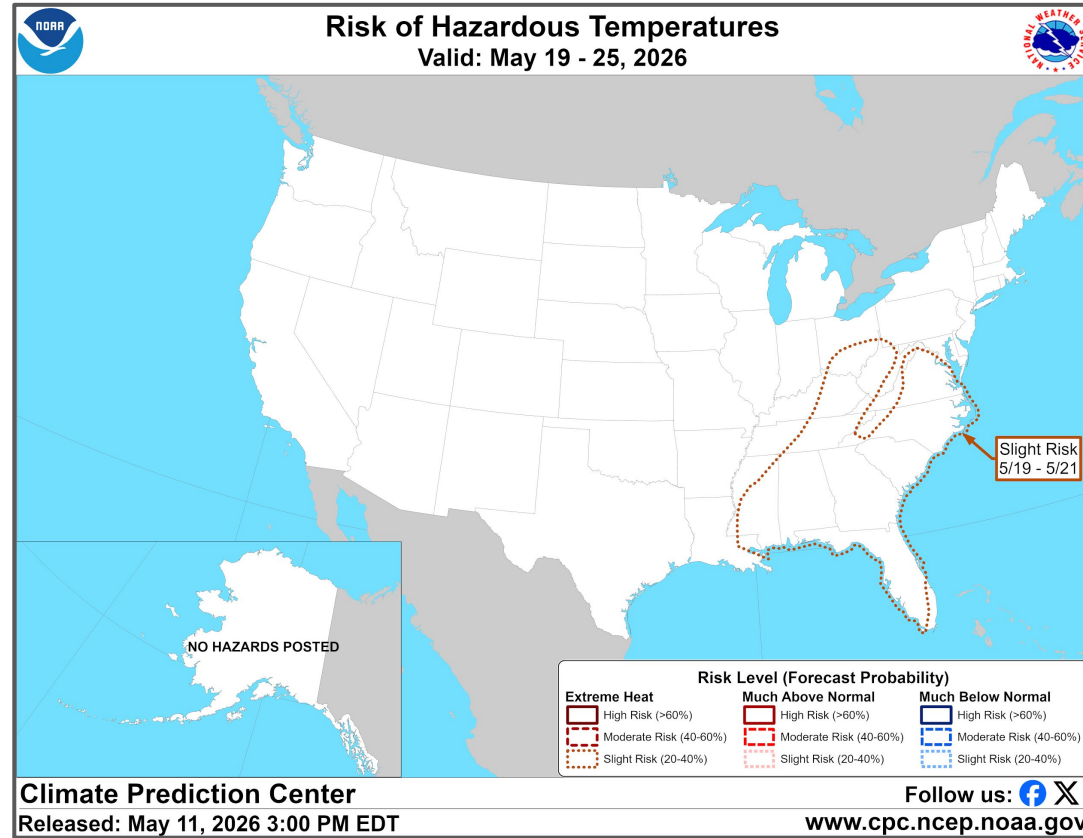 NOAA
Risk of Hazardous Temperatures
Valid: May 19 - 25, 2026
NATIONAL WEATHER SERVICE
Slight Risk
5/19 - 5/21
NO HAZARDS POSTED
Risk Level (Forecast Probability)
Extreme Heat
High Risk (>60%)
Moderate Risk (40-60%)
Slight Risk (20-40%)
Much Above Normal
High Risk (>60%)
Moderate Risk (40-60%)
Slight Risk (20-40%)
Much Below Normal
High Risk (>60%)
Moderate Risk (40-60%)
Slight Risk (20-40%)
Climate Prediction Center
Follow us:
Released: May 11, 2026 3:00 PM EDT
www.cpc.ncep.noaa.gov